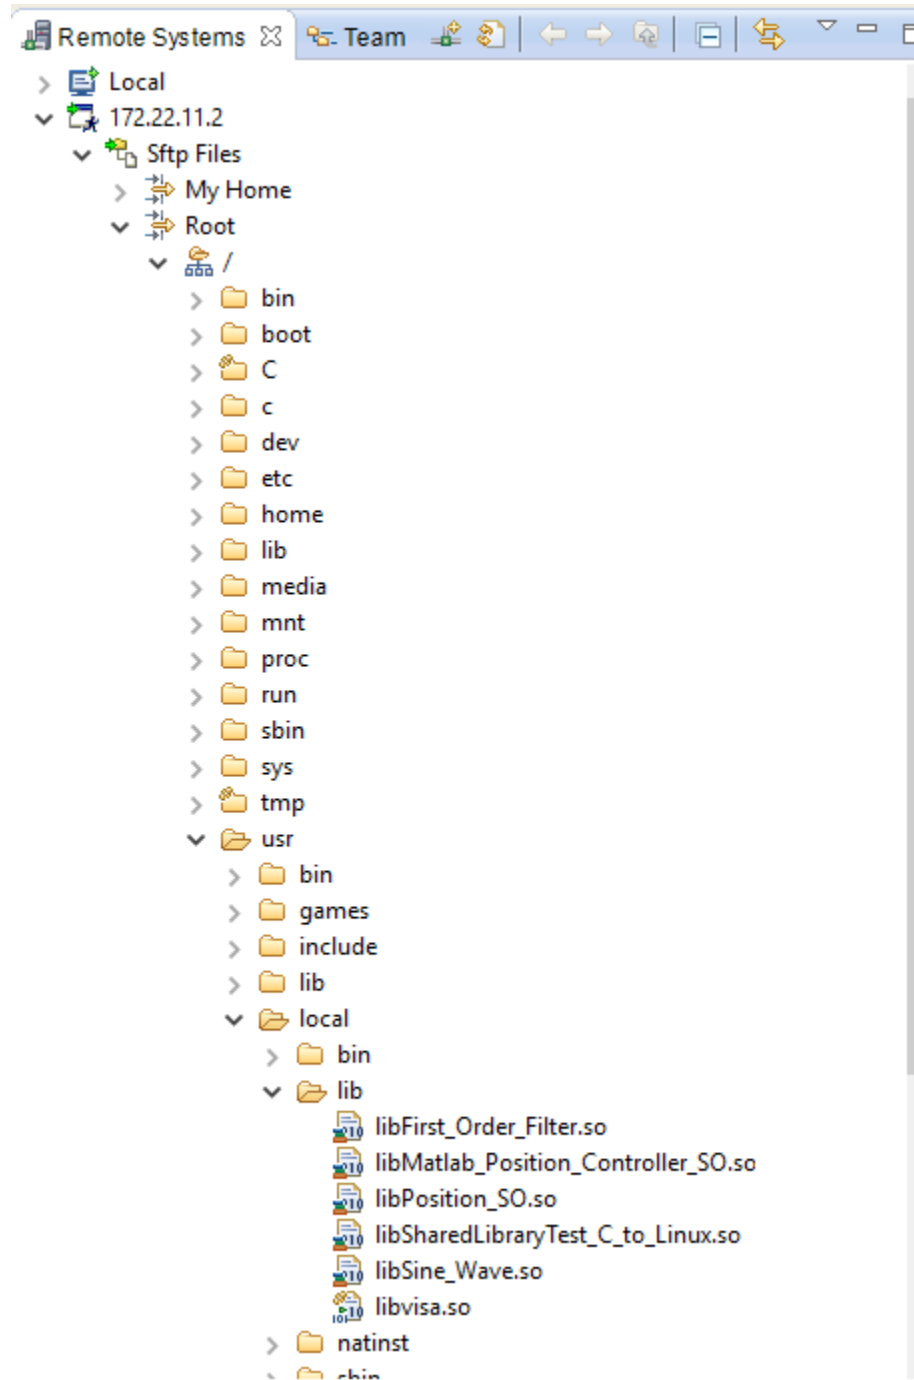 Remote Systems Team
Local
172.22.11.2
Sftp Files
My Home
Root
/
bin
boot
C
c
dev
etc
home
lib
media
mnt
proc
run
sbin
sys
tmp
usr
bin
games
include
lib
local
bin
lib
libFirst_Order_Filter.so
libMatlab_Position_Controller_SO.so
libPosition_SO.so
libSharedLibraryTest_C_to_Linux.so
libSine_Wave.so
libvisa.so
natinst
sbin